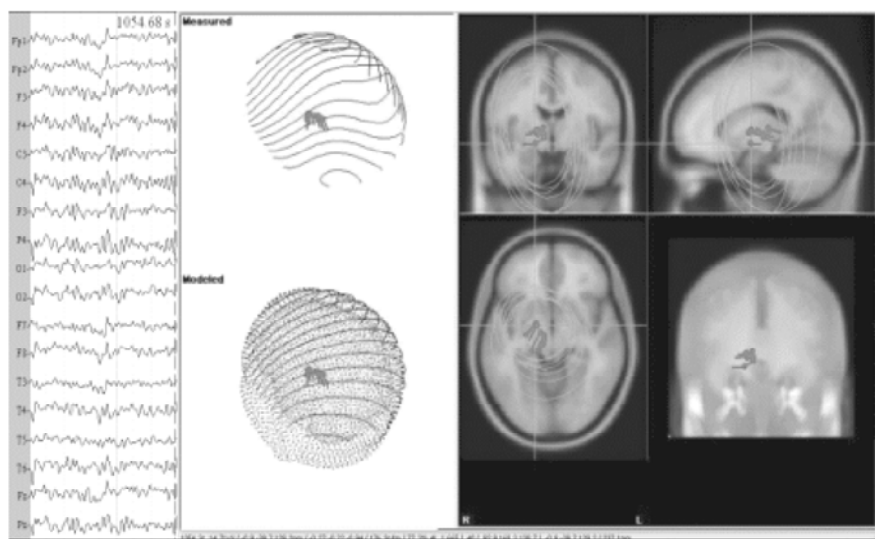 1054.68 s
Fp1
Fp2
F3
F4
C3
C4
P3
P4
O1
O2
F7
F8
T3
T4
T5
T6
Fz
Pz
Measured
Modeled
R
L